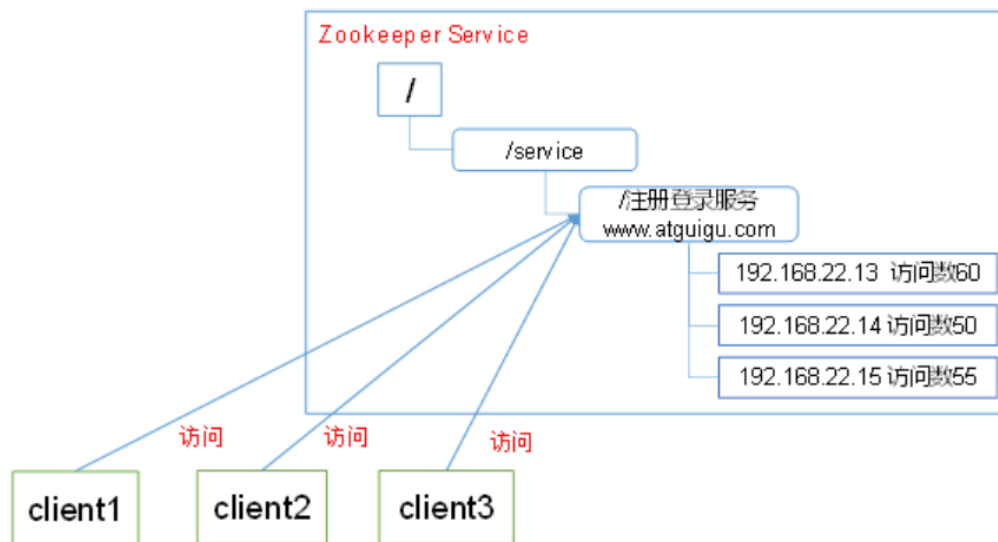 Zookeeper Service
/
/service
/注册登录服务
www.atguigu.com
192.168.22.13 访问数60
192.168.22.14 访问数50
192.168.22.15 访问数55
访问
访问
访问
client1
client2
client3